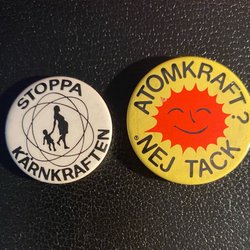 STOPPA
KÄRNKRAFTEN
ATOMKRAFT?
®NEJ TACK